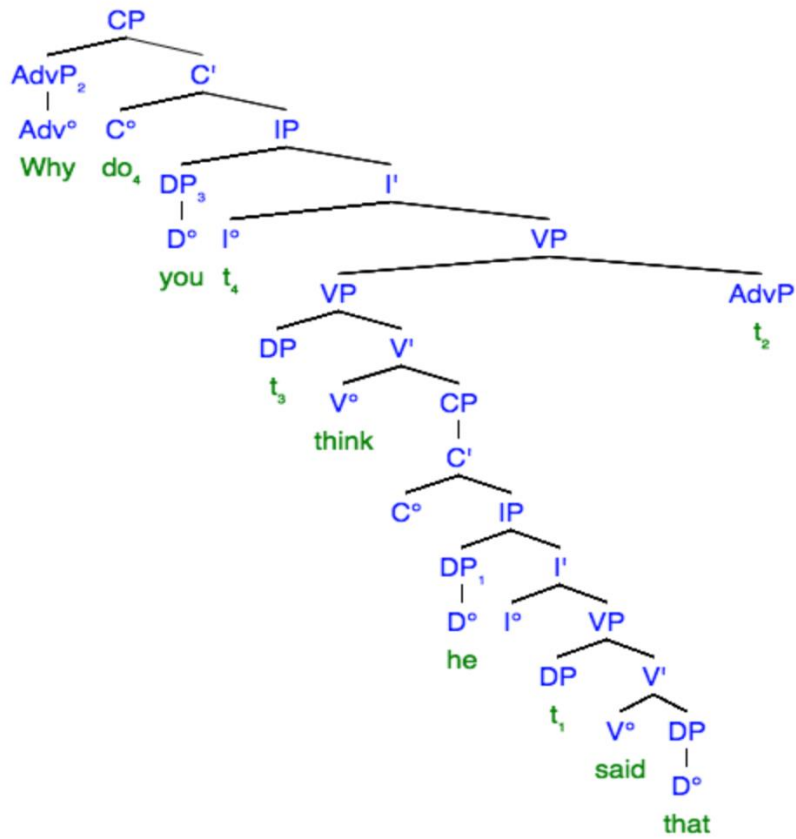 CP
AdvP₂ C'
Adv° C° IP
Why do₄
DP₃ I'
D° I° VP
you t₄
VP AdvP
t₂
DP V'
t₃
V° CP
think
C'
C° IP
DP₁ I'
D° I° VP
he
DP V'
t₁
V° DP
said
D°
that